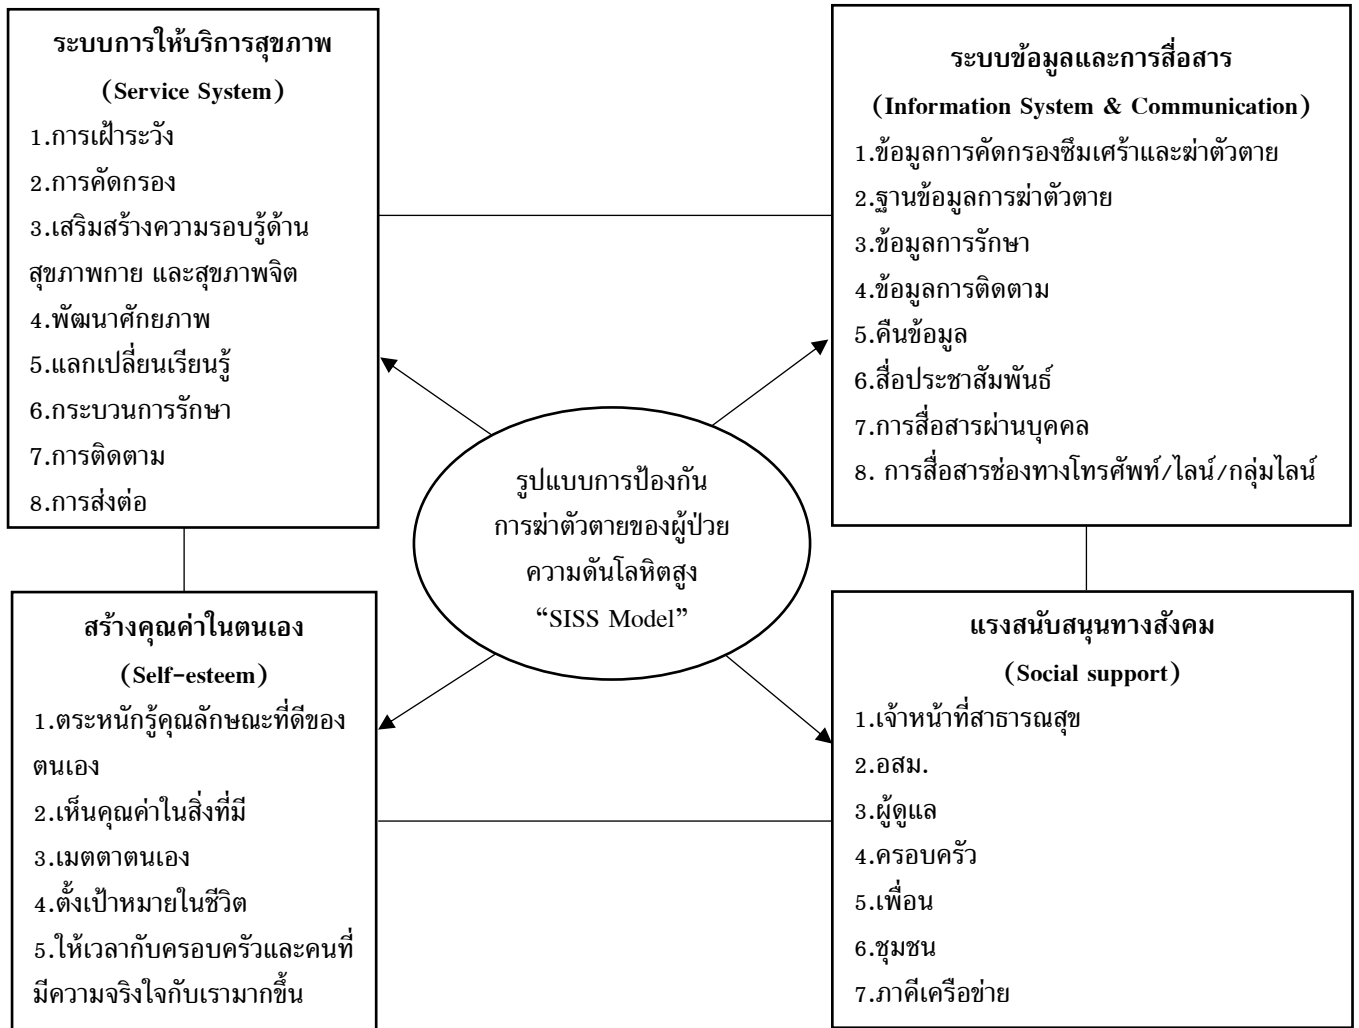 ระบบการให้บริการสุขภาพ
(Service System)
1.การเฝ้าระวัง
2.การคัดกรอง
3.เสริมสร้างความรอบรู้ด้าน
สุขภาพกาย และสุขภาพจิต
4.พัฒนาศักยภาพ
5.แลกเปลี่ยนเรียนรู้
6.กระบวนการรักษา
7.การติดตาม
8.การส่งต่อ
ระบบข้อมูลและการสื่อสาร
(Information System & Communication)
1.ข้อมูลการคัดกรองซึมเศร้าและฆ่าตัวตาย
2.ฐานข้อมูลการฆ่าตัวตาย
3.ข้อมูลการรักษา
4.ข้อมูลการติดตาม
5.คืนข้อมูล
6.สื่อประชาสัมพันธ์
7.การสื่อสารผ่านบุคคล
8. การสื่อสารช่องทางโทรศัพท์/ไลน์/กลุ่มไลน์
รูปแบบการป้องกัน
การฆ่าตัวตายของผู้ป่วย
ความดันโลหิตสูง
“SISS Model”
สร้างคุณค่าในตนเอง
(Self-esteem)
1.ตระหนักรู้คุณลักษณะที่ดีของ
ตนเอง
2.เห็นคุณค่าในสิ่งที่มี
3.เมตตาตนเอง
4.ตั้งเป้าหมายในชีวิต
5.ให้เวลากับครอบครัวและคนที่
มีความจริงใจกับเรามากขึ้น
แรงสนับสนุนทางสังคม
(Social support)
1.เจ้าหน้าที่สาธารณสุข
2.อสม.
3.ผู้ดูแล
4.ครอบครัว
5.เพื่อน
6.ชุมชน
7.ภาคีเครือข่าย